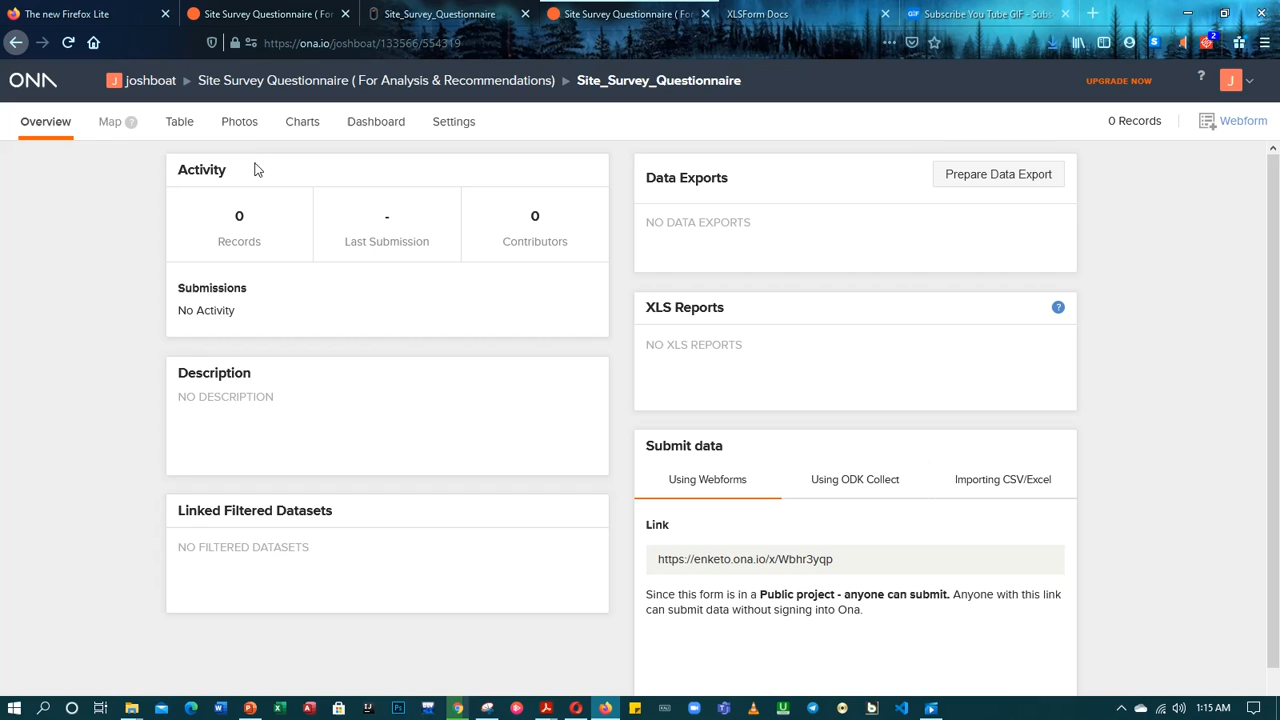 The new Firefox Lite
Site Survey Questionnaire ( For
Site_Survey_Questionnaire
Site Survey Questionnaire ( For
XLSForm Docs
Subscribe You Tube GIF - Subs
https://ona.io/joshboat/133566/554319
2
ONA
J joshboat
Site Survey Questionnaire ( For Analysis & Recommendations)
Site_Survey_Questionnaire
UPGRADE NOW
?
J
Overview
Map ?
Table
Photos
Charts
Dashboard
Settings
0 Records
Webform
Activity
0
-
0
Records
Last Submission
Contributors
Submissions
No Activity
Description
NO DESCRIPTION
Linked Filtered Datasets
NO FILTERED DATASETS
Data Exports
Prepare Data Export
NO DATA EXPORTS
XLS Reports
?
NO XLS REPORTS
Submit data
Using Webforms
Using ODK Collect
Importing CSV/Excel
Link
https://enketo.ona.io/x/Wbhr3yqp
Since this form is in a Public project - anyone can submit. Anyone with this link
can submit data without signing into Ona.
1:15 AM